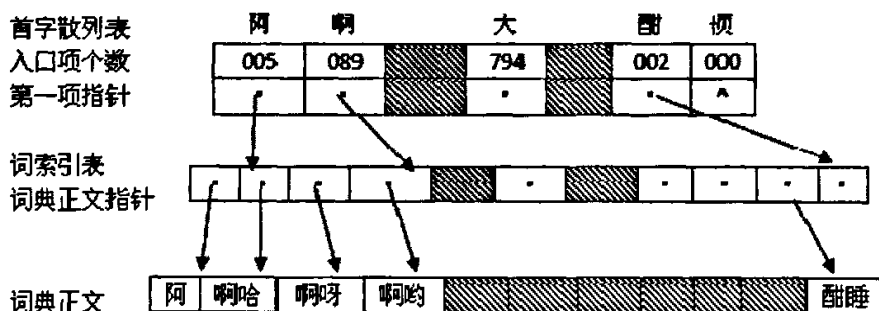 首字散列表 阿 啊 大 酣 顸
入口项个数 005 089 794 002 000
第一项指针 ^
词索引表
词典正文指针
词典正文 阿 啊哈 啊呀 啊哟 酣睡